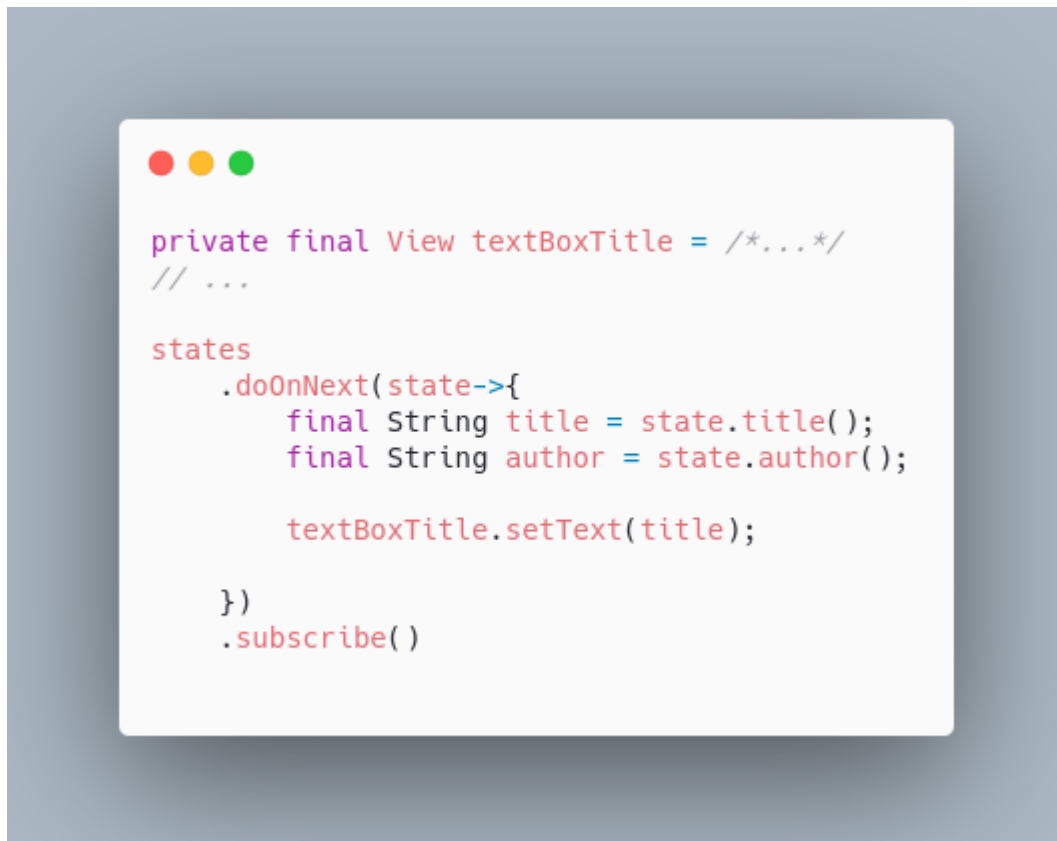 private final View textBoxTitle = /*...*/
// ...
states
.doOnNext(state->{
final String title = state.title();
final String author = state.author();
textBoxTitle.setText(title);
})
.subscribe()